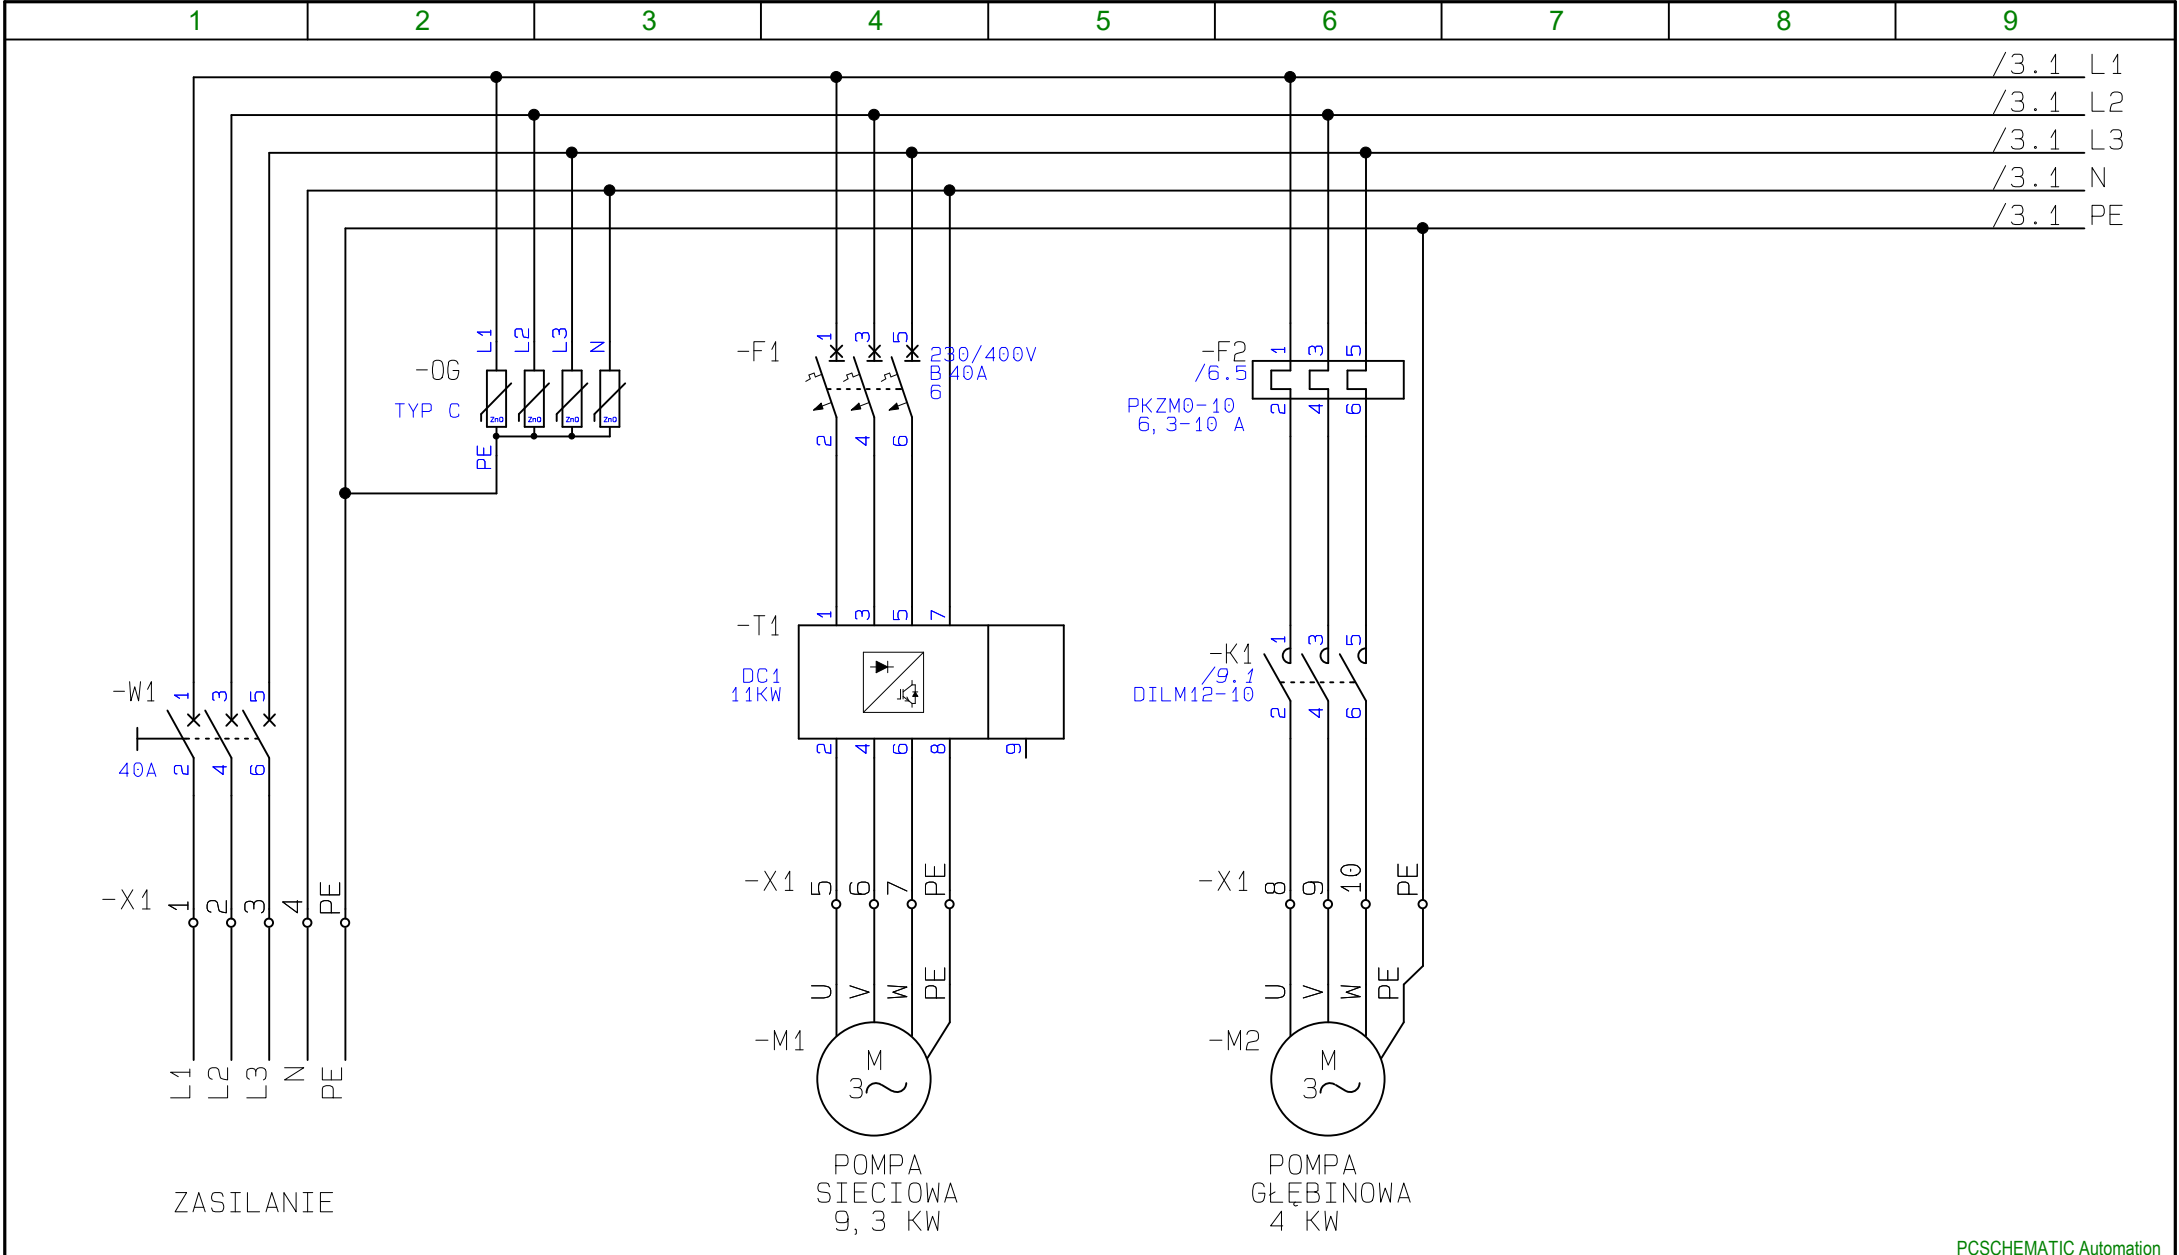 1 2 3 4 5 6 7 8 9
/3.1 L1
/3.1 L2
/3.1 L3
/3.1 N
/3.1 PE
-OG
TYP C
L1 L2 L3 N
ZnO ZnO ZnO ZnO
PE
-F1
1 3 5
230/400V
B 40A
6
2 4 6
-F2
/6.5
1 3 5
PKZM0-10
6,3-10 A
2 4 6
-T1
1 3 5 7
DC1
11KW
2 4 6 8 9
-K1
/9.1
DILM12-10
1 3 5
2 4 6
-W1
1 3 5
40A
2 4 6
-X1
1 2 3 4 PE
L1 L2 L3 N PE
ZASILANIE
-X1
5 6 7 PE
U V W PE
-M1
M
3~
POMPA
SIECIOWA
9,3 KW
-X1
8 9 10 PE
U V W PE
-M2
M
3~
POMPA
GŁĘBINOWA
4 KW
PCSCHEMATIC Automation